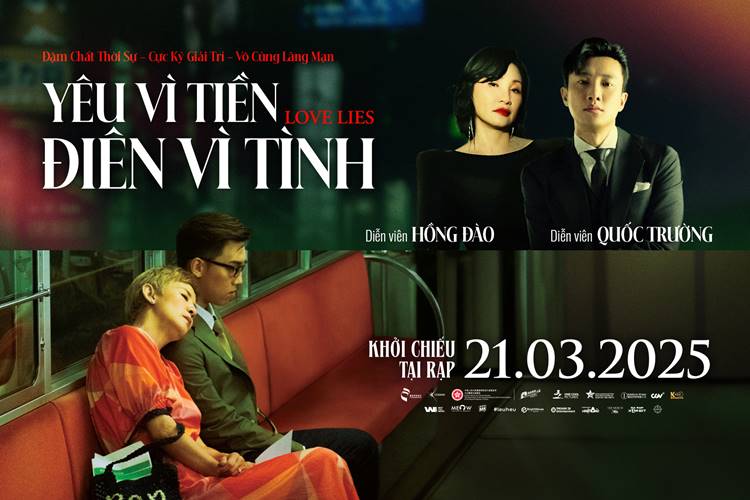 Đậm Chất Thời Sự – Cực Kỳ Giải Trí – Vô Cùng Lãng Mạn
YÊU VÌ TIỀN
LOVE LIES
ĐIÊN VÌ TÌNH
Diễn viên HỒNG ĐÀO
Diễn viên QUỐC TRƯỜNG
KHỞI CHIẾU
TẠI RẠP
21.03.2025